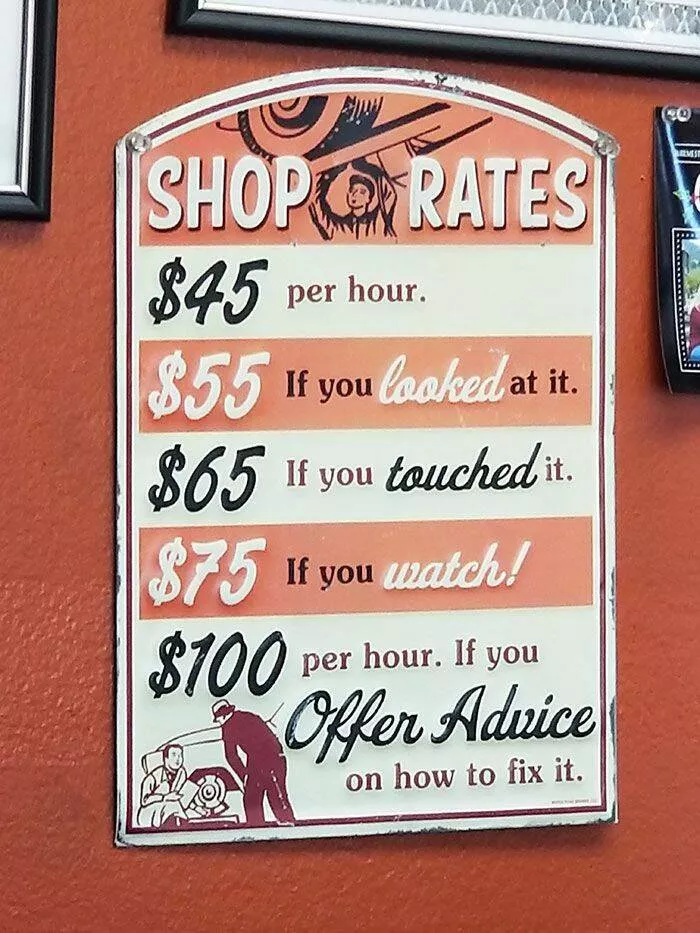 SHOP RATES
$45 per hour.
$55 If you looked at it.
$65 If you touched it.
$75 If you watch!
$100 per hour. If you
Offer Advice
on how to fix it.